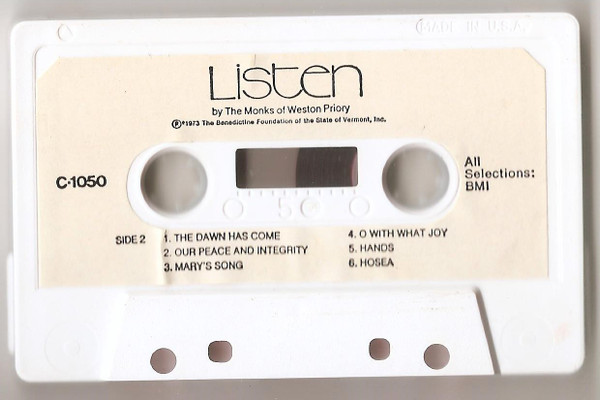 MADE IN U.S.A.
Listen
by The Monks of Weston Priory
℗©1973 The Benedictine Foundation of the State of Vermont, Inc.
C-1050
All
Selections:
BMI
50
SIDE 2
1. THE DAWN HAS COME
2. OUR PEACE AND INTEGRITY
3. MARY'S SONG
4. O WITH WHAT JOY
5. HANDS
6. HOSEA